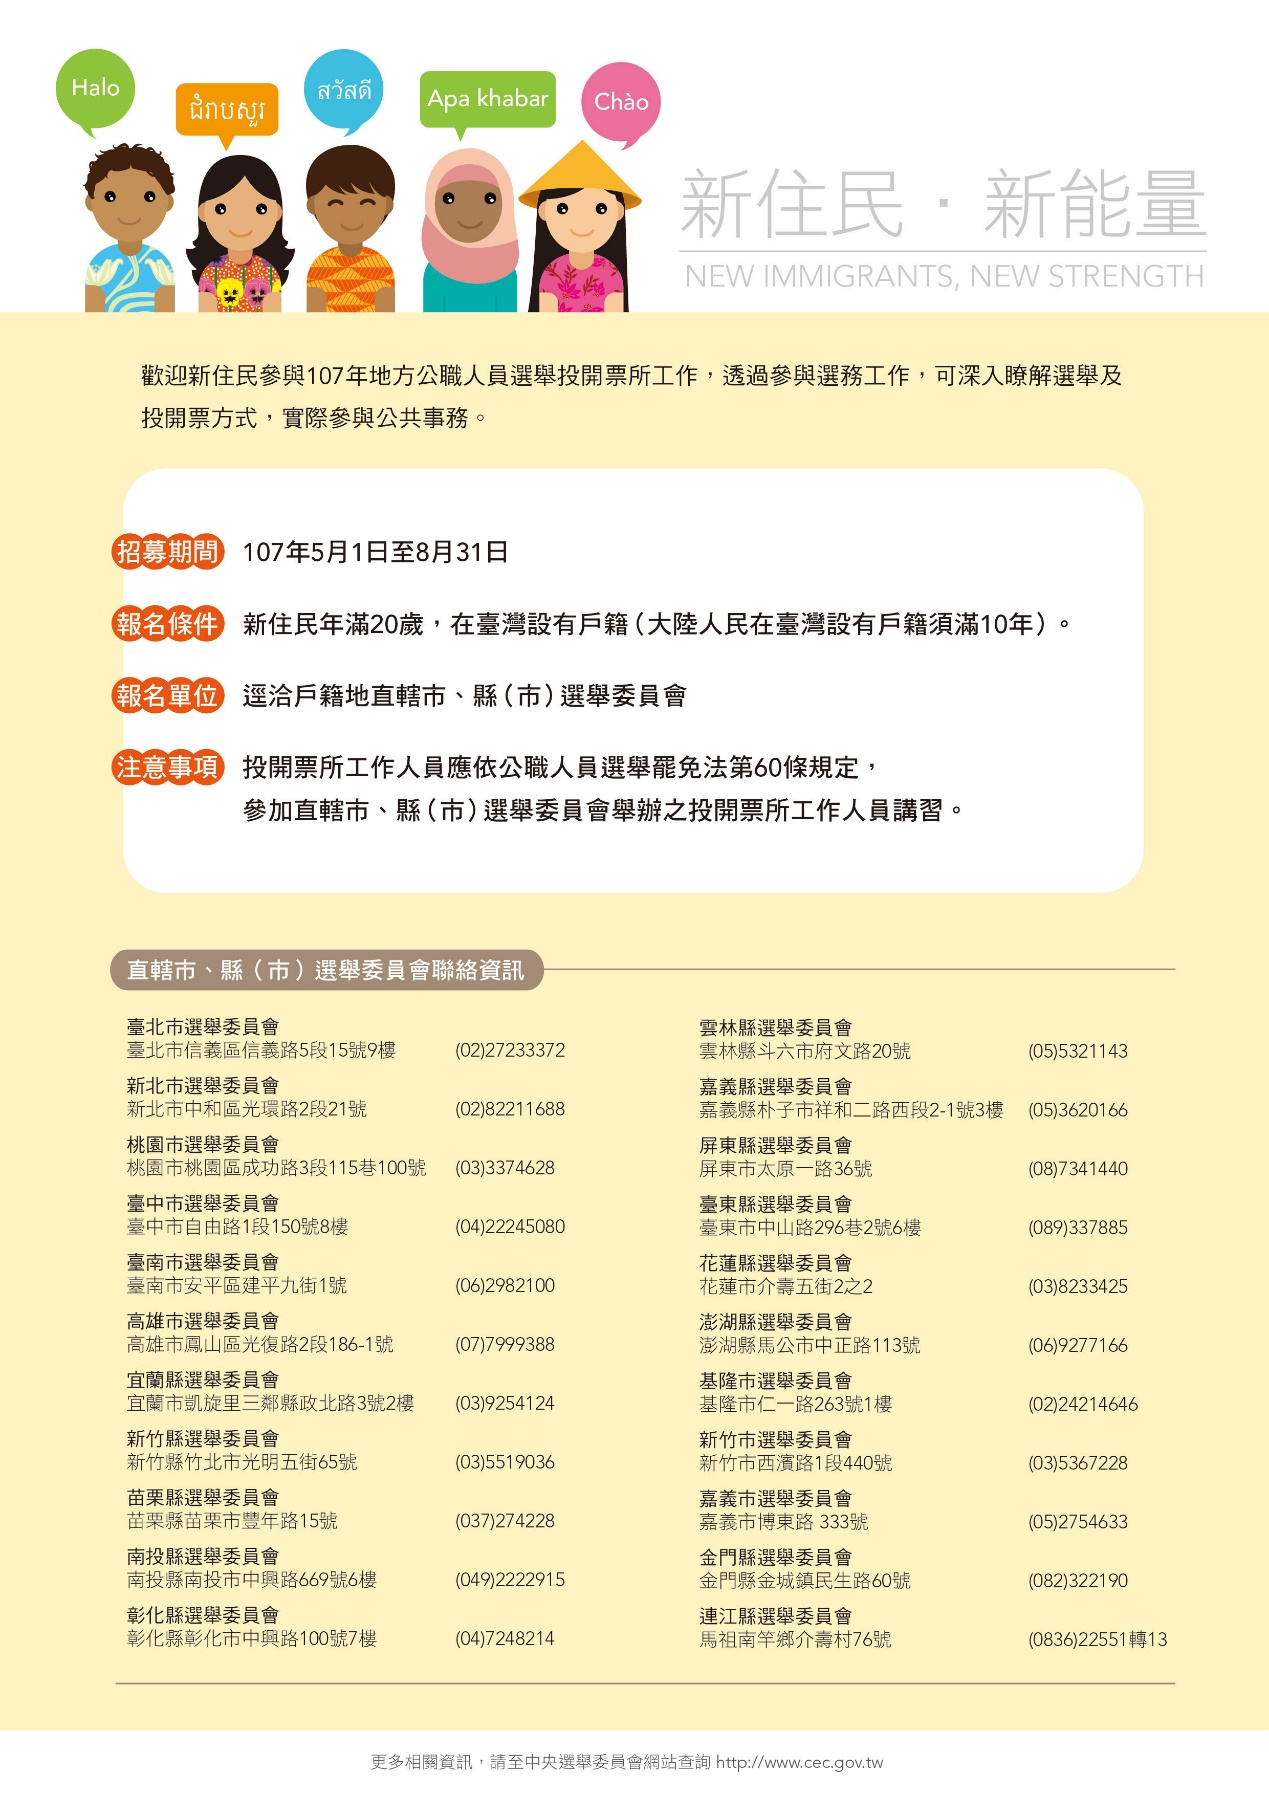 Halo
ជំរាបសួរ
สวัสดี
Apa khabar
Chào
新住民·新能量
NEW IMMIGRANTS, NEW STRENGTH
歡迎新住民參與107年地方公職人員選舉投開票所工作，透過參與選務工作，可深入瞭解選舉及
投開票方式，實際參與公共事務。
招募期間 107年5月1日至8月31日
報名條件 新住民年滿20歲，在臺灣設有戶籍（大陸人民在臺灣設有戶籍須滿10年）。
報名單位 逕洽戶籍地直轄市、縣（市）選舉委員會
注意事項 投開票所工作人員應依公職人員選舉罷免法第60條規定，
參加直轄市、縣（市）選舉委員會舉辦之投開票所工作人員講習。
直轄市、縣（市）選舉委員會聯絡資訊
臺北市選舉委員會
臺北市信義區信義路5段15號9樓 (02)27233372
新北市選舉委員會
新北市中和區光環路2段21號 (02)82211688
桃園市選舉委員會
桃園市桃園區成功路3段115巷100號 (03)3374628
臺中市選舉委員會
臺中市自由路1段150號8樓 (04)22245080
臺南市選舉委員會
臺南市安平區建平九街1號 (06)2982100
高雄市選舉委員會
高雄市鳳山區光復路2段186-1號 (07)7999388
宜蘭縣選舉委員會
宜蘭市凱旋里三鄰縣政北路3號2樓 (03)9254124
新竹縣選舉委員會
新竹縣竹北市光明五街65號 (03)5519036
苗栗縣選舉委員會
苗栗縣苗栗市豐年路15號 (037)274228
南投縣選舉委員會
南投縣南投市中興路669號6樓 (049)2222915
彰化縣選舉委員會
彰化縣彰化市中興路100號7樓 (04)7248214
雲林縣選舉委員會
雲林縣斗六市府文路20號 (05)5321143
嘉義縣選舉委員會
嘉義縣朴子市祥和二路西段2-1號3樓 (05)3620166
屏東縣選舉委員會
屏東市太原一路36號 (08)7341440
臺東縣選舉委員會
臺東市中山路296巷2號6樓 (089)337885
花蓮縣選舉委員會
花蓮市介壽五街2之2 (03)8233425
澎湖縣選舉委員會
澎湖縣馬公市中正路113號 (06)9277166
基隆市選舉委員會
基隆市仁一路263號1樓 (02)24214646
新竹市選舉委員會
新竹市西濱路1段440號 (03)5367228
嘉義市選舉委員會
嘉義市博東路 333號 (05)2754633
金門縣選舉委員會
金門縣金城鎮民生路60號 (082)322190
連江縣選舉委員會
馬祖南竿鄉介壽村76號 (0836)22551轉13
更多相關資訊，請至中央選舉委員會網站查詢 http://www.cec.gov.tw